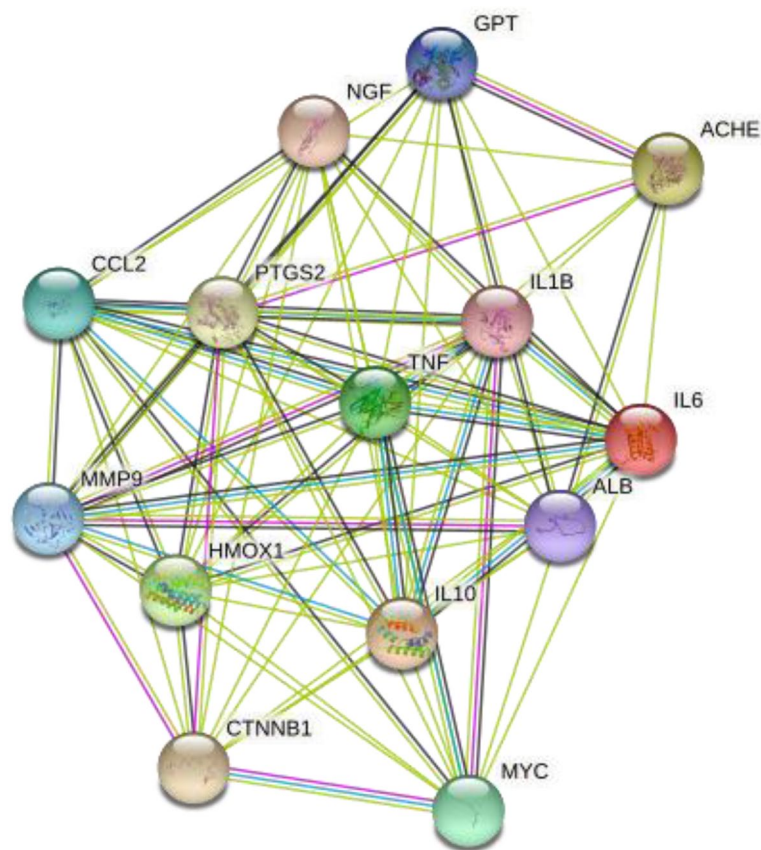 GPT
NGF
ACHE
CCL2
PTGS2
IL1B
TNF
IL6
MMP9
ALB
HMOX1
IL10
CTNNB1
MYC